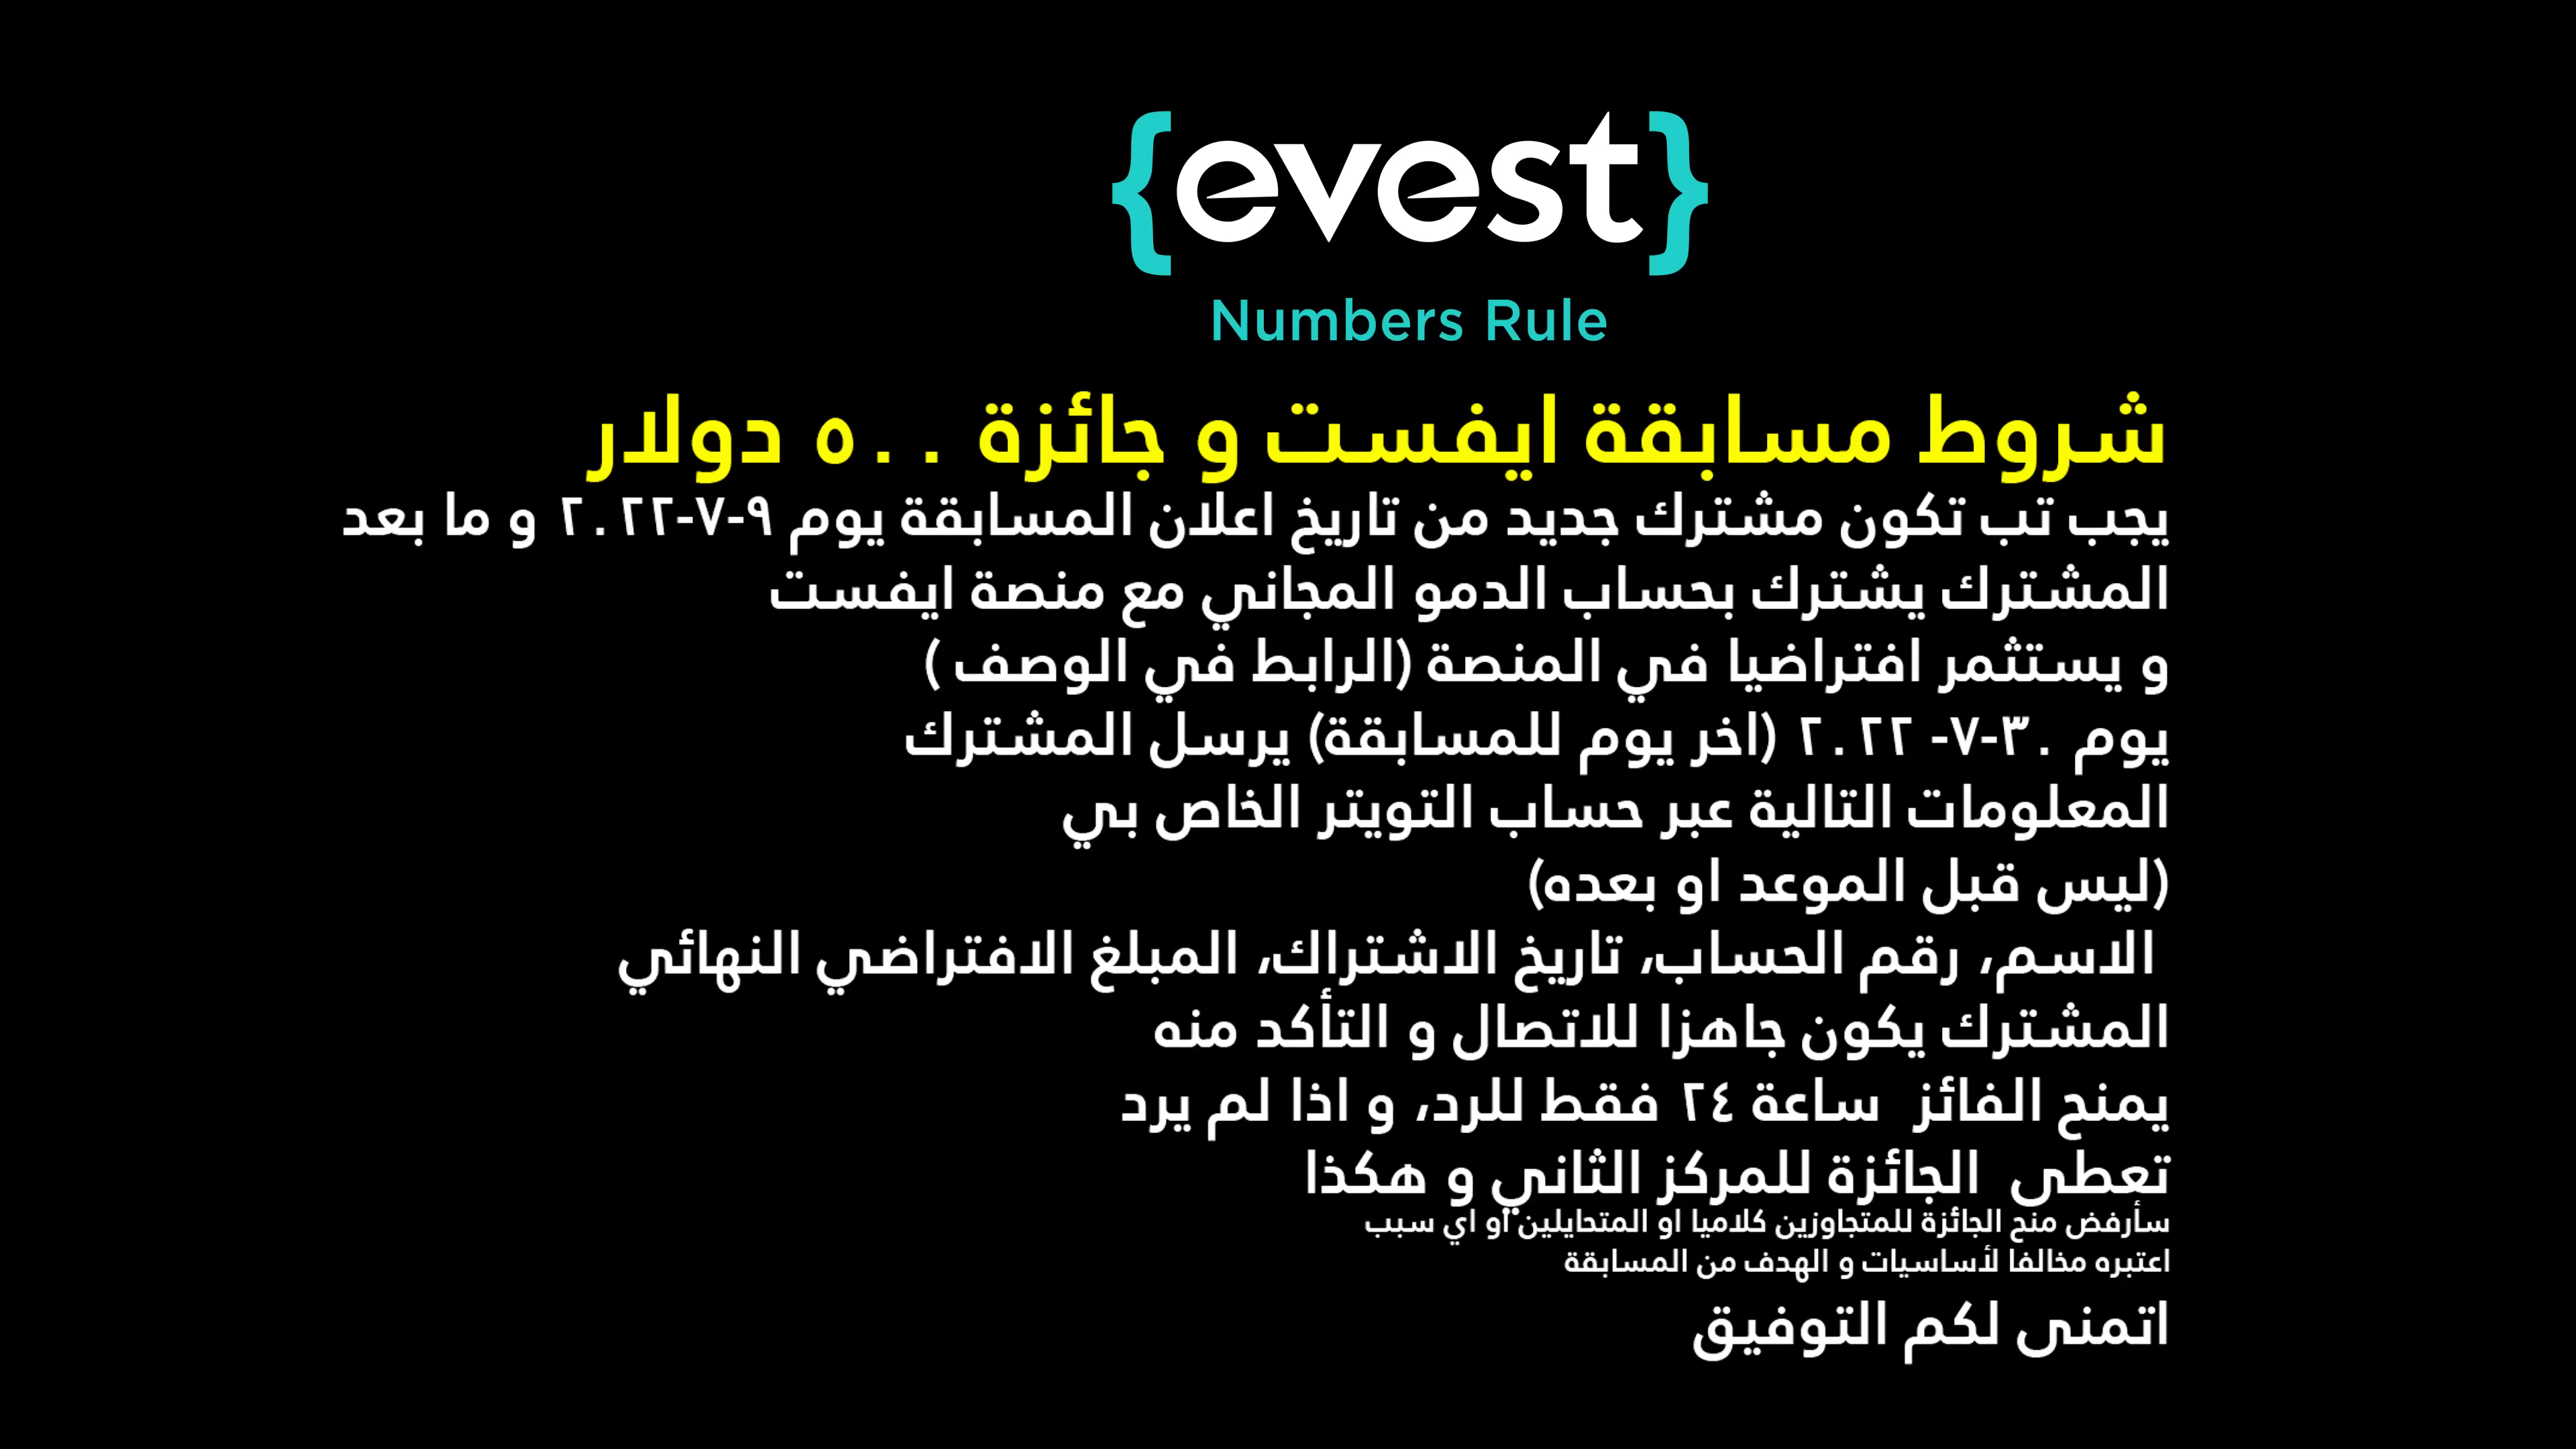 {evest}
Numbers Rule
شروط مسابقة ايفست و جائزة ٥٠٠ دولار
يجب تب تكون مشترك جديد من تاريخ اعلان المسابقة يوم ٩-٧-٢٠٢٢ و ما بعد
المشترك يشترك بحساب الدمو المجاني مع منصة ايفست
و يستثمر افتراضيا في المنصة (الرابط في الوصف )
يوم ٣٠-٧- ٢٠٢٢ (اخر يوم للمسابقة) يرسل المشترك
المعلومات التالية عبر حساب التويتر الخاص بي
(ليس قبل الموعد او بعده)
الاسم، رقم الحساب، تاريخ الاشتراك، المبلغ الافتراضي النهائي
المشترك يكون جاهزا للاتصال و التأكد منه
يمنح الفائز ساعة ٢٤ فقط للرد، و اذا لم يرد
تعطى الجائزة للمركز الثاني و هكذا
سأرفض منح الجائزة للمتجاوزين كلاميا او المتحايلين او اي سبب
اعتبره مخالفا لأساسيات و الهدف من المسابقة
اتمنى لكم التوفيق